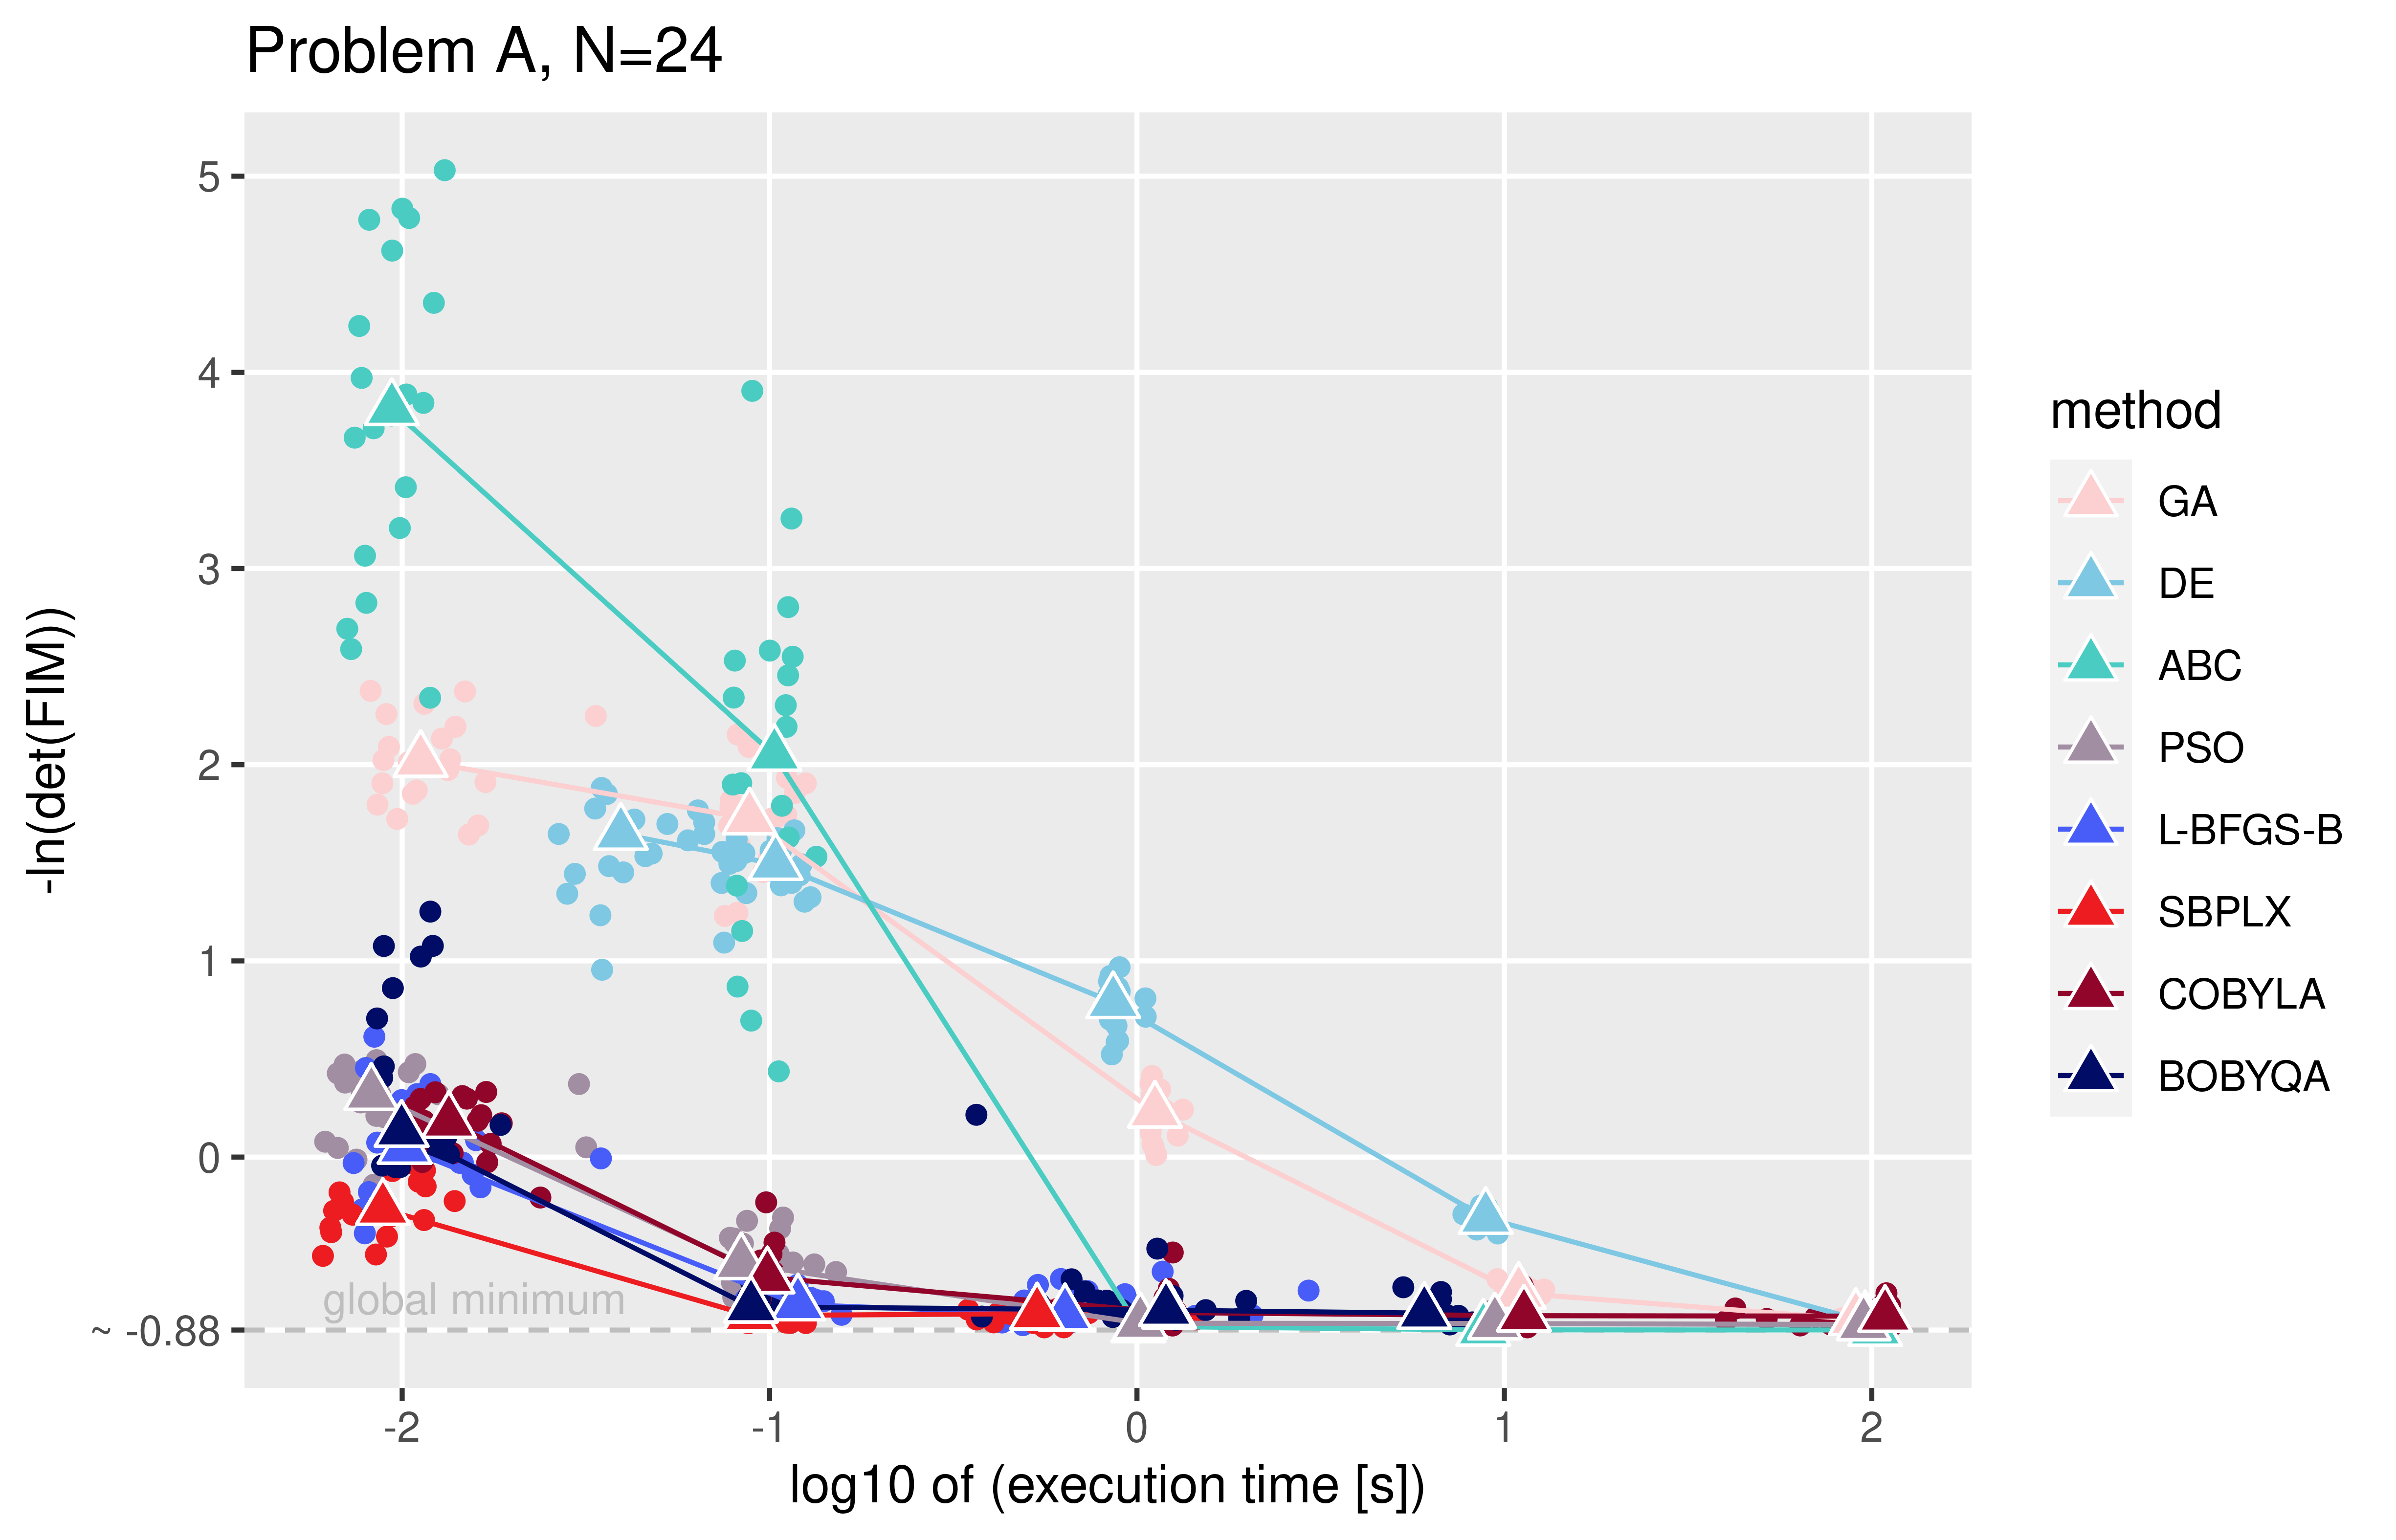 Problem A, N=24
-ln(det(FIM))
5
4
3
2
1
0
~ -0.88
global minimum
-2
-1
0
1
2
log10 of (execution time [s])
method
GA
DE
ABC
PSO
L-BFGS-B
SBPLX
COBYLA
BOBYQA